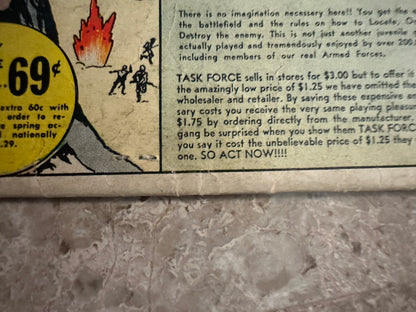 69¢
extra 60c with
order to re-
e spring ac-
d nationally
.29.
There is no imagination necessary here!! You get the
the battlefield and the rules on how to Locate,
Destroy the enemy. This is not just another juvenile
actually played and tremendously enjoyed by over 200,
including members of our real Armed Forces.
TASK FORCE sells in stores for $3.00 but to offer it
the amazingly low price of $1.25 we have omitted the
wholesaler and retailer. By saving these expensive an
sary costs you receive the very same playing pleasure
$1.75 by ordering directly from the manufacturer.
gang be surprised when you show them TASK FORCE
you say it cost the unbelievable price of $1.25 they
one. SO ACT NOW!!!!